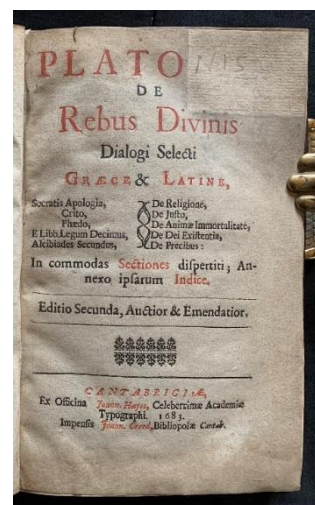 PLATO
DE
Rebus Divinis
Dialogi Selecti
GRÆCE & LATINE,
Socratis Apologia, De Religione,
Crito, De Justo,
Phædo, De Animæ Immortalitate,
E Libb. Legum Decimus, De Dei Existentia,
Alcibiades Secundus, De Precibus:
In commodas Sectiones dispertiti; An-
nexo ipsarum Indice.
Editio Secunda, Auctior & Emendatior.
CANTABRIGIÆ,
Ex Officina Joann. Hayes, Celeberrimæ Academiæ
Typographi. 1683.
Impensis Joann. Creed, Bibliopolæ Cantab.